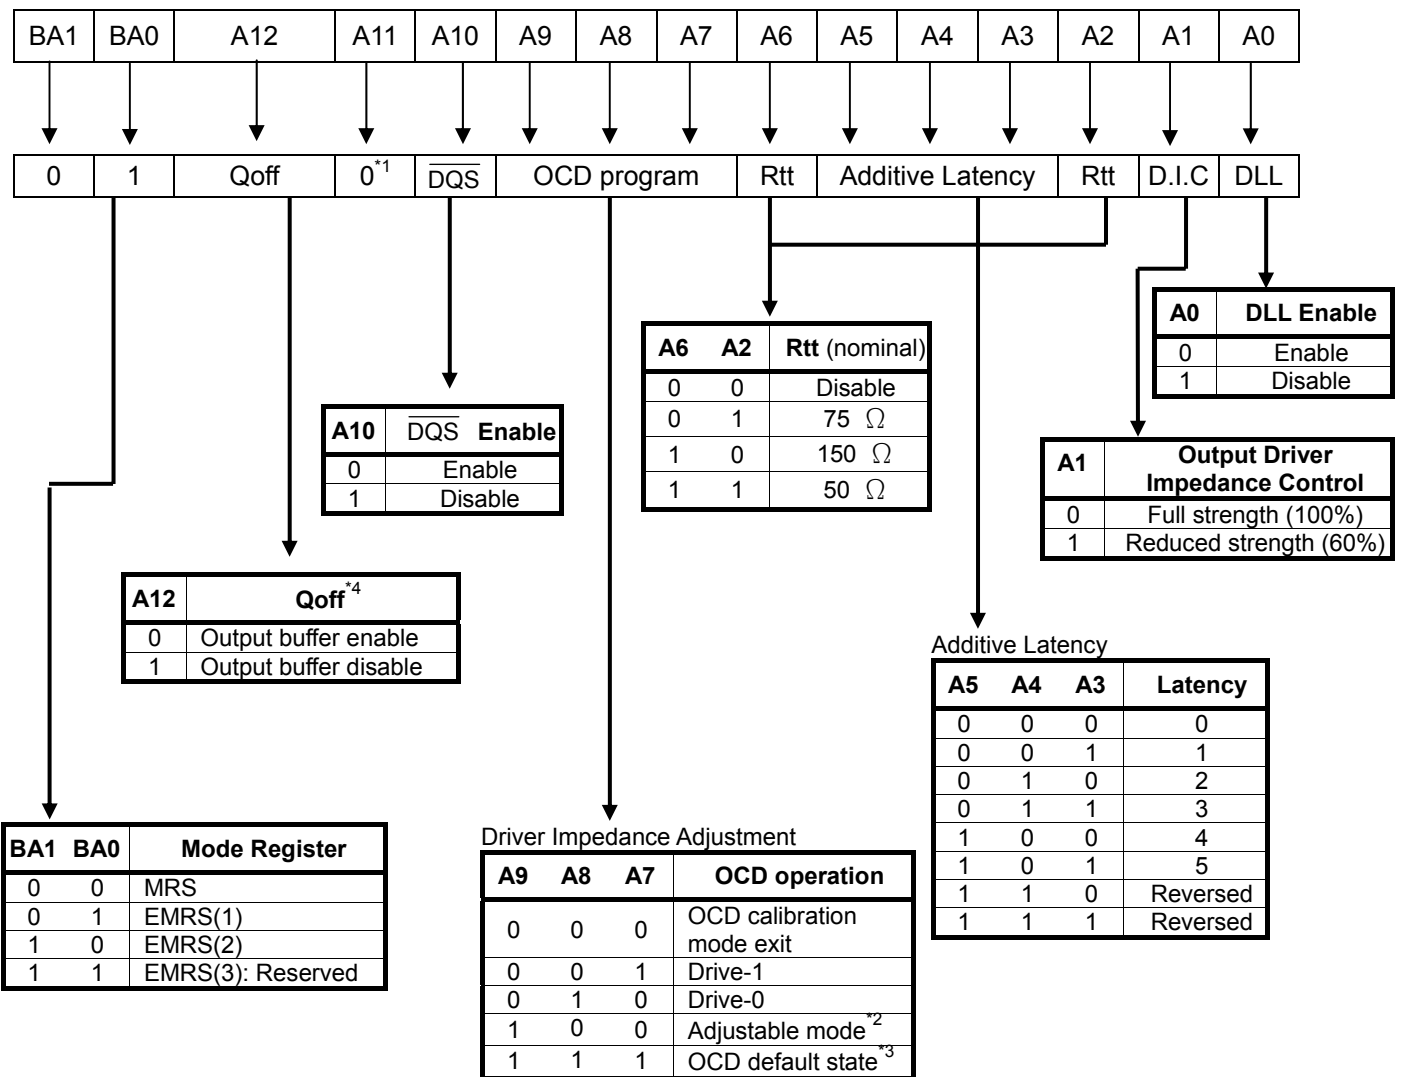 BA1 BA0 A12 A11 A10 A9 A8 A7 A6 A5 A4 A3 A2 A1 A0
0 1 Qoff 0*1 DQS OCD program Rtt Additive Latency Rtt D.I.C DLL
A0 DLL Enable
0 Enable
1 Disable
A6 A2 Rtt (nominal)
0 0 Disable
0 1 75 Ω
1 0 150 Ω
1 1 50 Ω
A10 DQS Enable
0 Enable
1 Disable
A1 Output Driver
Impedance Control
0 Full strength (100%)
1 Reduced strength (60%)
A12 Qoff*4
0 Output buffer enable
1 Output buffer disable
Additive Latency
A5 A4 A3 Latency
0 0 0 0
0 0 1 1
0 1 0 2
0 1 1 3
1 0 0 4
1 0 1 5
1 1 0 Reversed
1 1 1 Reversed
BA1 BA0 Mode Register
0 0 MRS
0 1 EMRS(1)
1 0 EMRS(2)
1 1 EMRS(3): Reserved
Driver Impedance Adjustment
A9 A8 A7 OCD operation
0 0 0 OCD calibration
mode exit
0 0 1 Drive-1
0 1 0 Drive-0
1 0 0 Adjustable mode*2
1 1 1 OCD default state*3